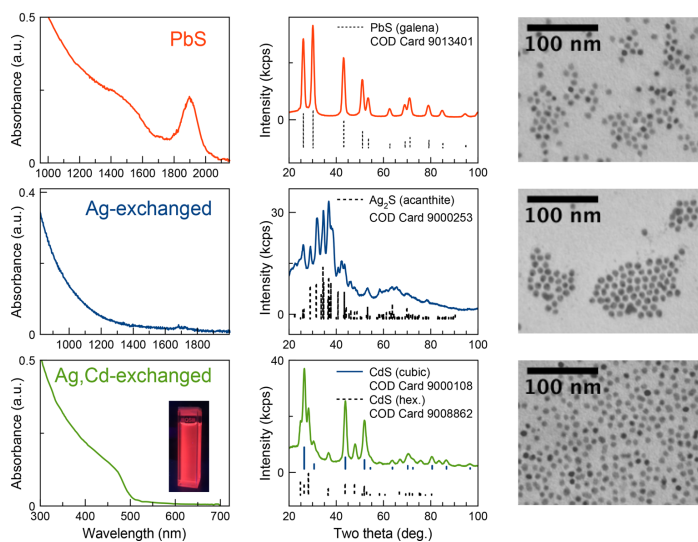 0.5
PbS
0
Absorbance (a.u.)
1000 1200 1400 1600 1800 2000
PbS (galena)
COD Card 9013401
0
Intensity (kcps)
20 40 60 80 100
100 nm
0.4
Ag-exchanged
0
Absorbance (a.u.)
1000 1200 1400 1600 1800
Ag2S (acanthite)
COD Card 9000253
30
0
Intensity (kcps)
20 40 60 80 100
100 nm
0.5
Ag,Cd-exchanged
0
Absorbance (a.u.)
300 400 500 600 700
Wavelength (nm)
40
CdS (cubic)
COD Card 9000108
CdS (hex.)
COD Card 9008862
0
Intensity (kcps)
20 40 60 80 100
Two theta (deg.)
100 nm